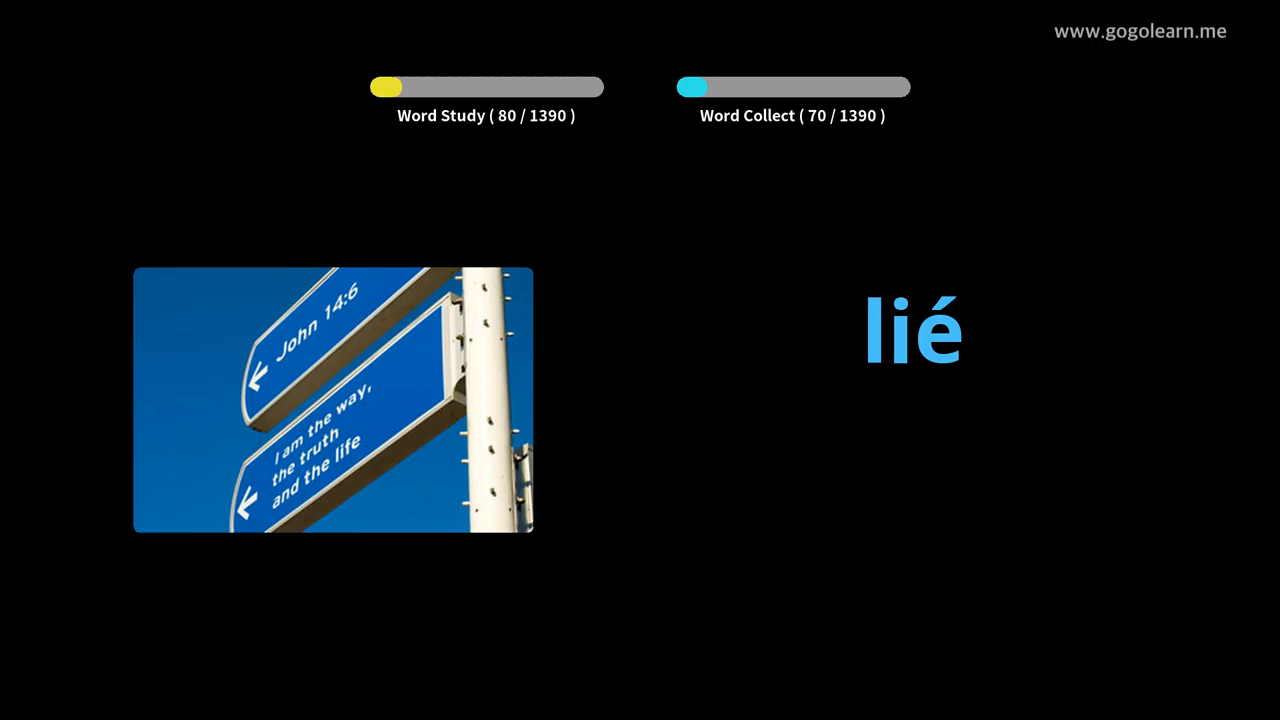 www.gogolearn.me
Word Study ( 80 / 1390 )
Word Collect ( 70 / 1390 )
John 14:6
I am the way,
the truth
and the life
lié